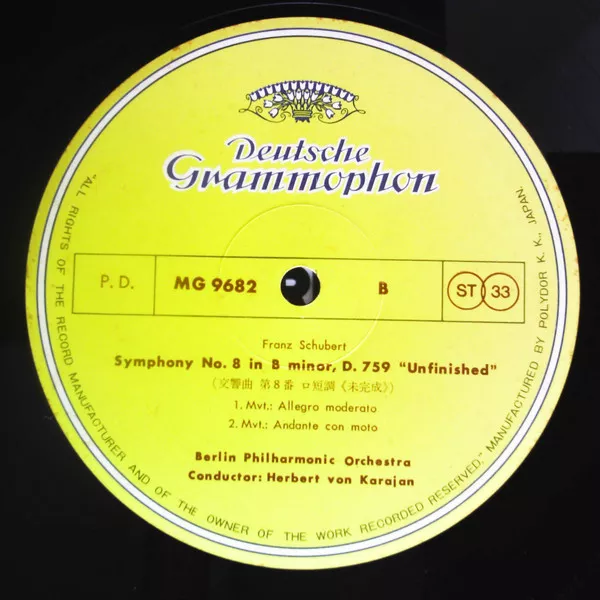 Deutsche
Grammophon
P. D.
MG 9682
B
ST 33
Franz Schubert
Symphony No. 8 in B minor, D. 759 "Unfinished"
(交響曲 第8番 ロ短調《未完成》)
1. Mvt.: Allegro moderato
2. Mvt.: Andante con moto
Berlin Philharmonic Orchestra
Conductor: Herbert von Karajan
"ALL RIGHTS OF THE RECORD MANUFACTURER AND OF THE OWNER OF THE WORK RECORDED RESERVED." MANUFACTURED BY POLYDOR K. K., JAPAN.